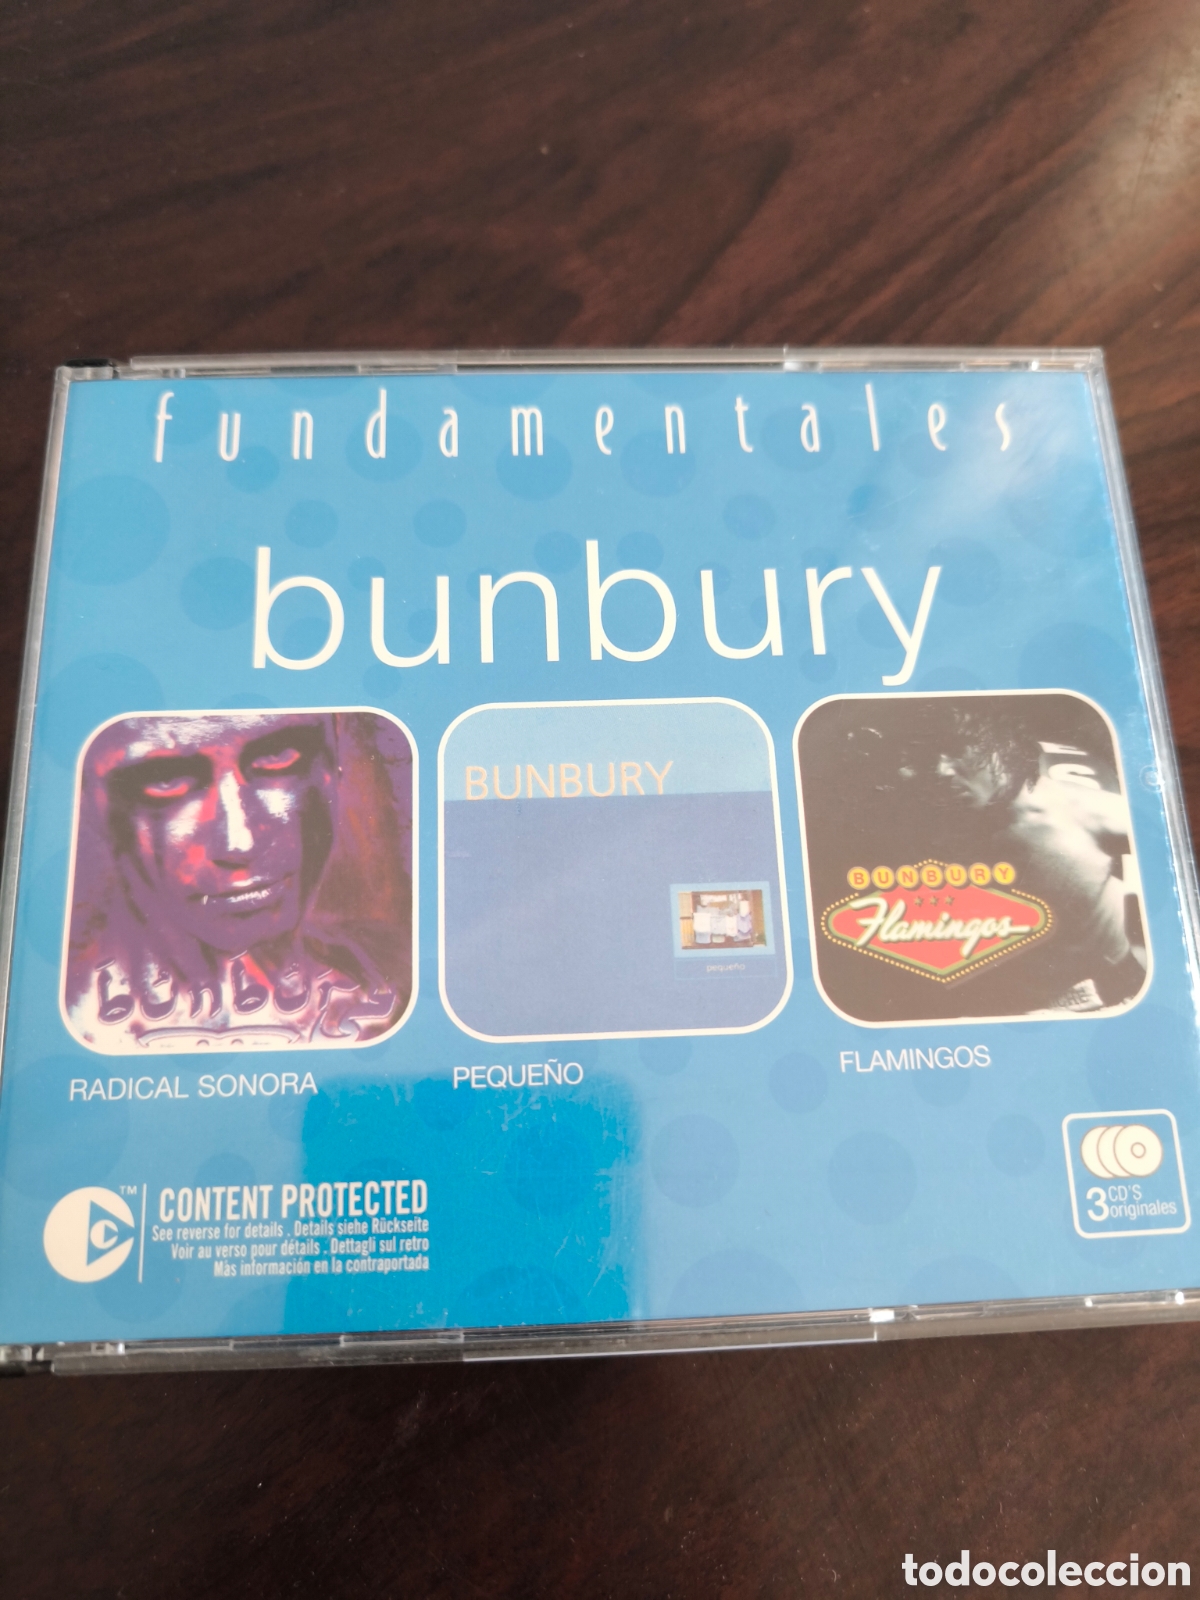 fundamentales
bunbury
bunbury
BUNBURY
pequeño
BUNBURY
Flamingos
RADICAL SONORA
PEQUEÑO
FLAMINGOS
C
™
CONTENT PROTECTED
See reverse for details . Details siehe Rückseite
Voir au verso pour détails . Dettagli sul retro
Más información en la contraportada
3 CD'S
originales
todocoleccion